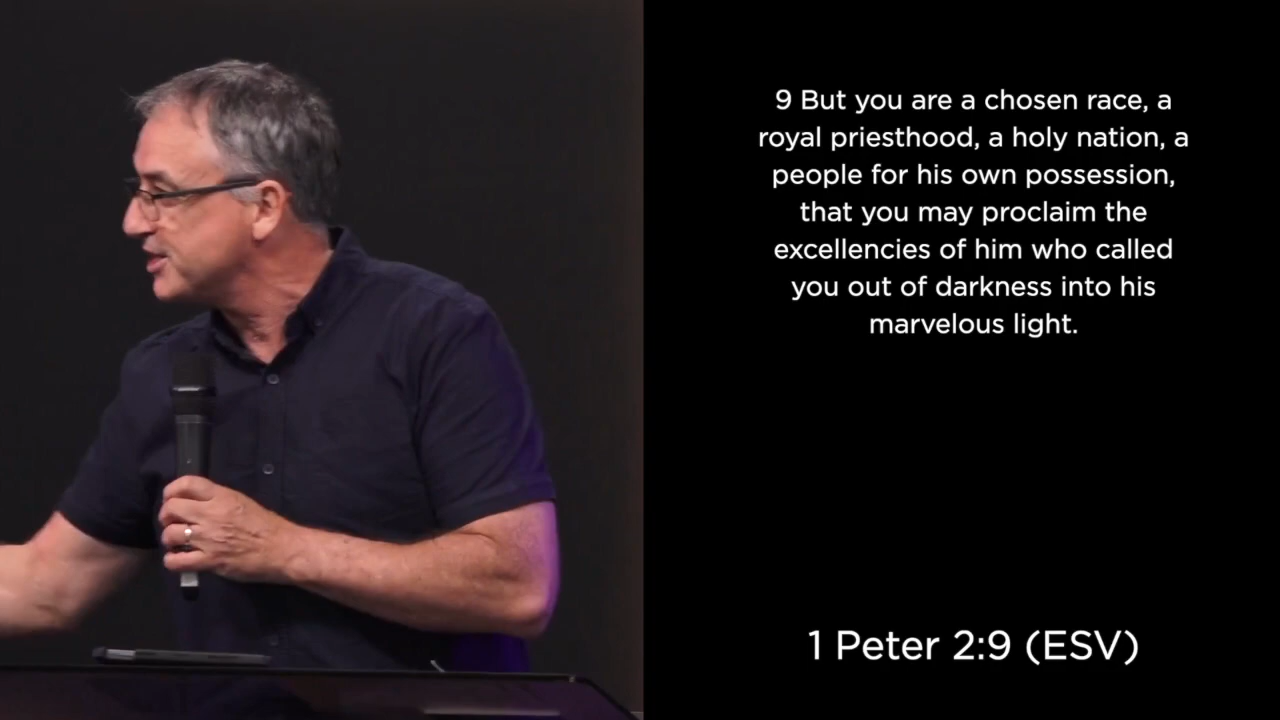 9 But you are a chosen race, a
royal priesthood, a holy nation, a
people for his own possession,
that you may proclaim the
excellencies of him who called
you out of darkness into his
marvelous light.
1 Peter 2:9 (ESV)